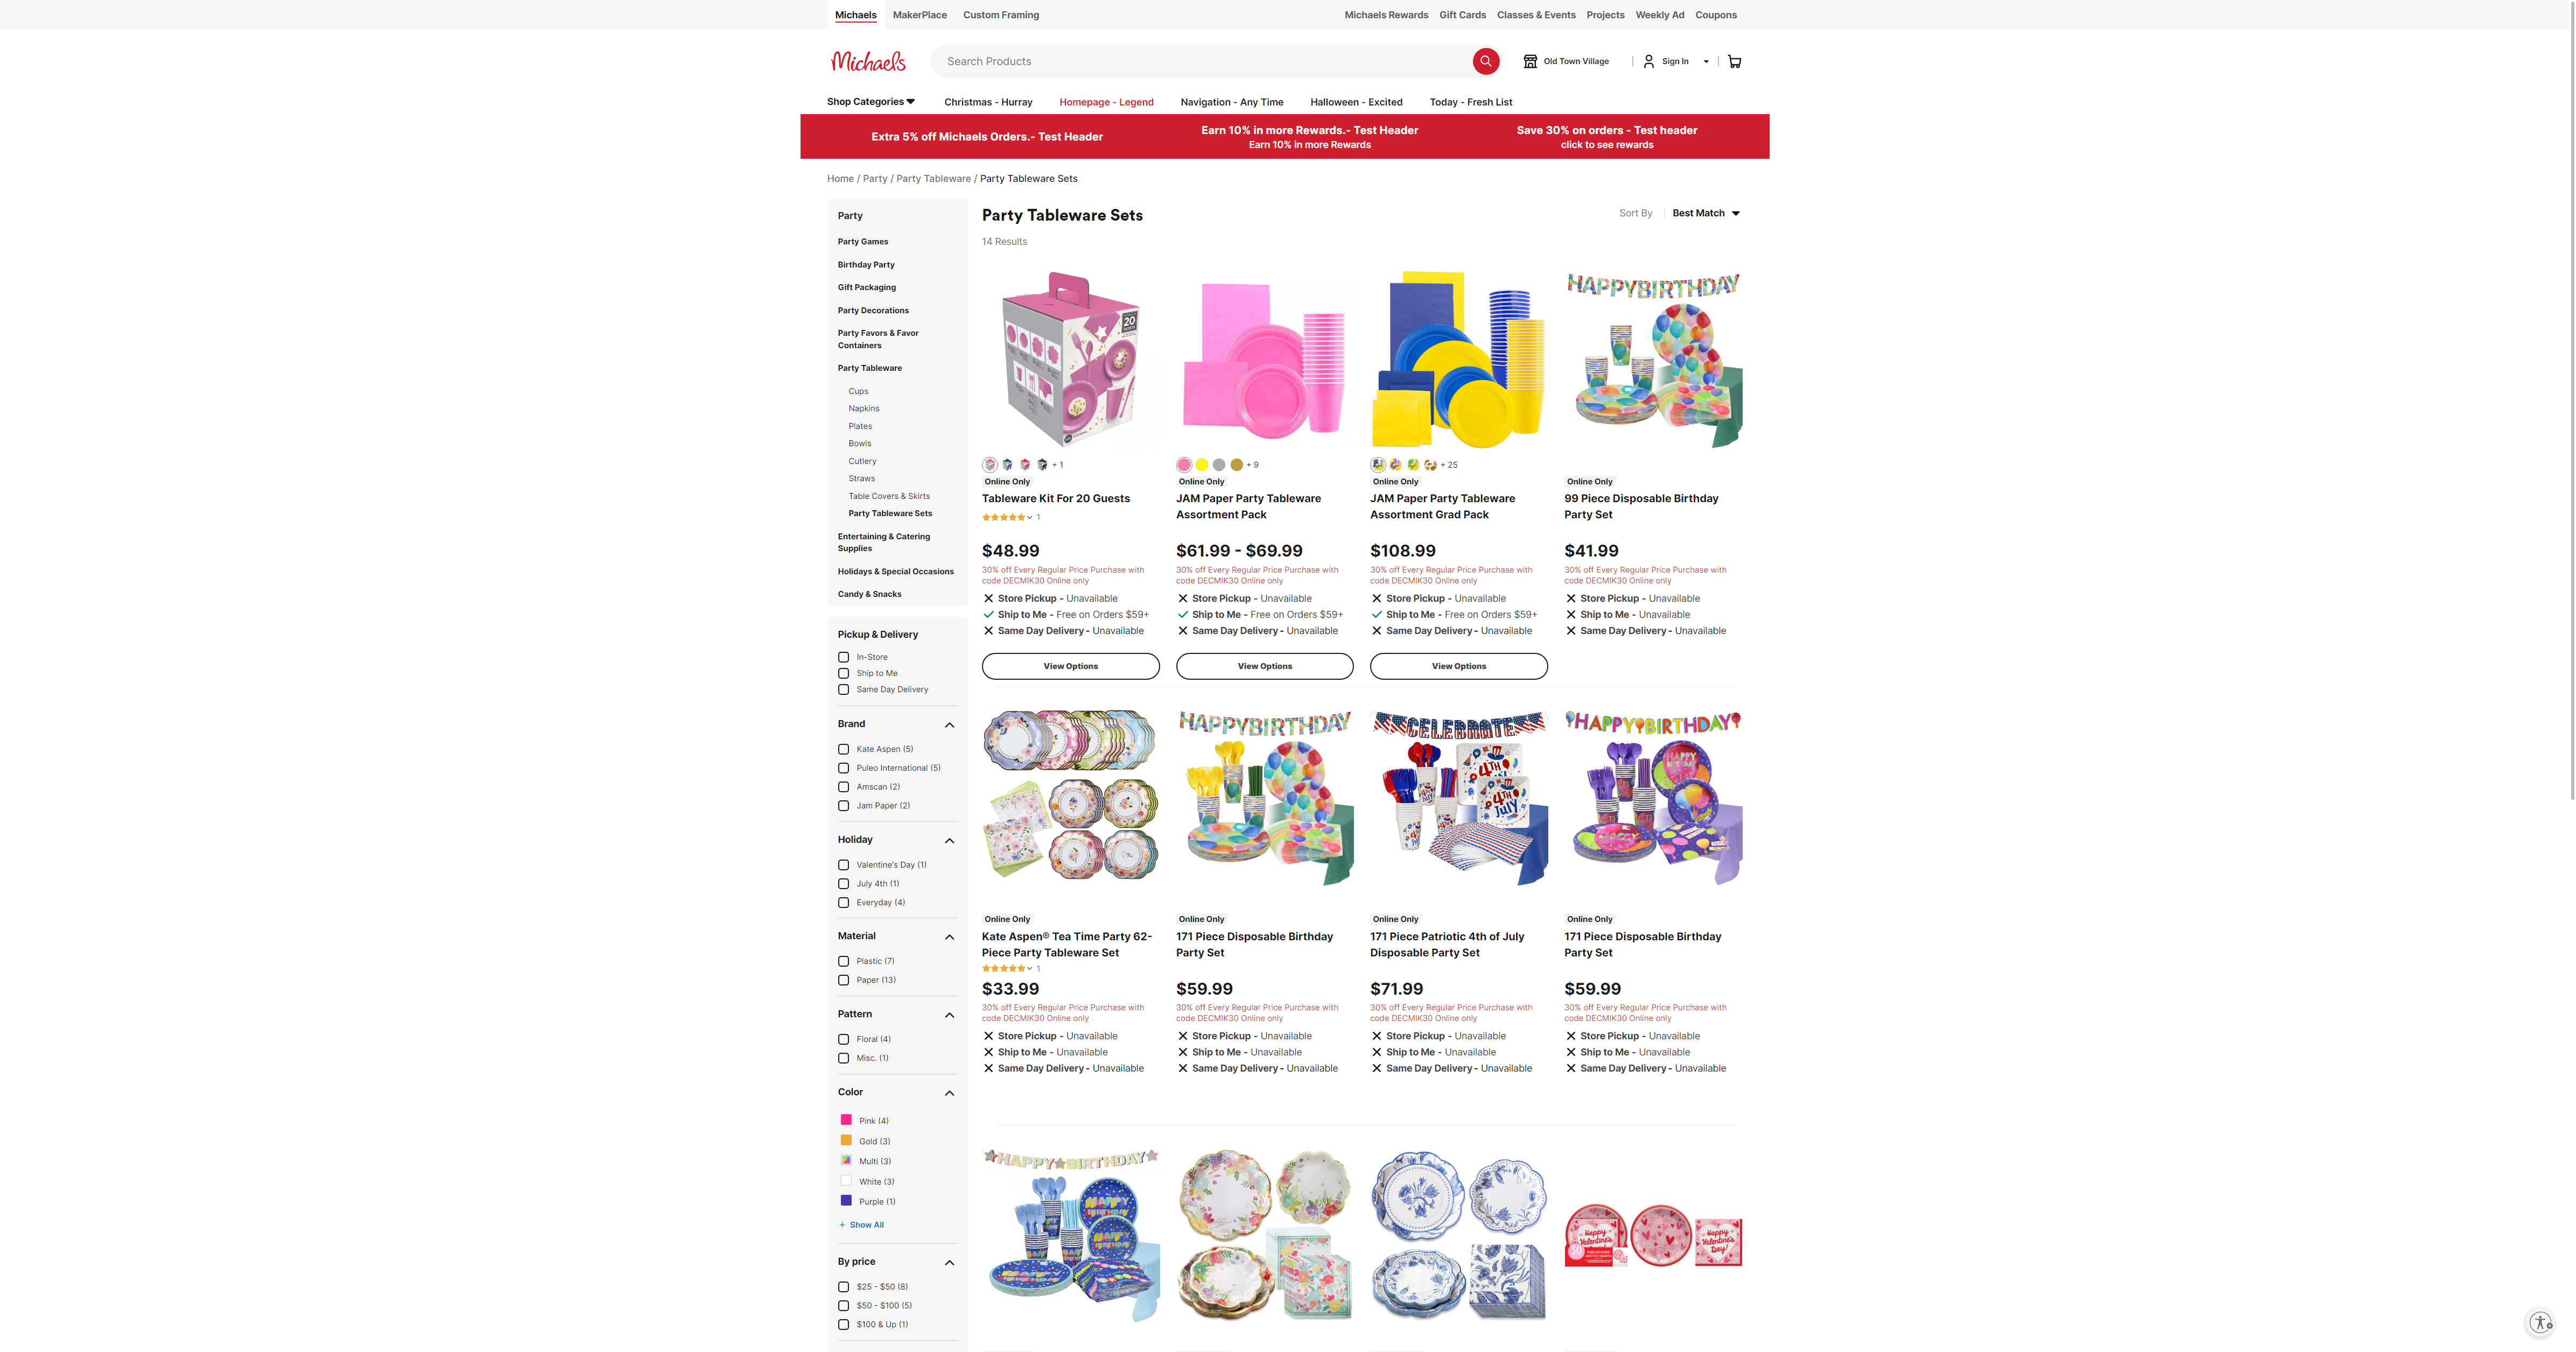 Michaels
MakerPlace
Custom Framing
Michaels Rewards
Gift Cards
Classes & Events
Projects
Weekly Ad
Coupons
Michaels
Search Products
Old Town Village
Sign In
Shop Categories
Christmas - Hurray
Homepage - Legend
Navigation - Any Time
Halloween - Excited
Today - Fresh List
Extra 5% off Michaels Orders.- Test Header
Earn 10% in more Rewards.- Test Header
Earn 10% in more Rewards
Save 30% on orders - Test header
click to see rewards
Home / Party / Party Tableware / Party Tableware Sets
Party
Party Games
Birthday Party
Gift Packaging
Party Decorations
Party Favors & Favor
Containers
Party Tableware
Cups
Napkins
Plates
Bowls
Cutlery
Straws
Table Covers & Skirts
Party Tableware Sets
Entertaining & Catering
Supplies
Holidays & Special Occasions
Candy & Snacks
Pickup & Delivery
In-Store
Ship to Me
Same Day Delivery
Brand
Kate Aspen (5)
Puleo International (5)
Amscan (2)
Jam Paper (2)
Holiday
Valentine's Day (1)
July 4th (1)
Everyday (4)
Material
Plastic (7)
Paper (13)
Pattern
Floral (4)
Misc. (1)
Color
Pink (4)
Gold (3)
Multi (3)
White (3)
Purple (1)
+ Show All
By price
$25 - $50 (8)
$50 - $100 (5)
$100 & Up (1)
Party Tableware Sets
14 Results
Sort By
Best Match
20
HAPPYBIRTHDAY
+ 1
Online Only
Tableware Kit For 20 Guests
1
$48.99
30% off Every Regular Price Purchase with
code DECMIK30 Online only
Store Pickup - Unavailable
Ship to Me - Free on Orders $59+
Same Day Delivery - Unavailable
View Options
+ 9
Online Only
JAM Paper Party Tableware
Assortment Pack
$61.99 - $69.99
30% off Every Regular Price Purchase with
code DECMIK30 Online only
Store Pickup - Unavailable
Ship to Me - Free on Orders $59+
Same Day Delivery - Unavailable
View Options
+ 25
Online Only
JAM Paper Party Tableware
Assortment Grad Pack
$108.99
30% off Every Regular Price Purchase with
code DECMIK30 Online only
Store Pickup - Unavailable
Ship to Me - Free on Orders $59+
Same Day Delivery - Unavailable
View Options
Online Only
99 Piece Disposable Birthday
Party Set
$41.99
30% off Every Regular Price Purchase with
code DECMIK30 Online only
Store Pickup - Unavailable
Ship to Me - Unavailable
Same Day Delivery - Unavailable
Online Only
Kate Aspen® Tea Time Party 62-
Piece Party Tableware Set
1
$33.99
30% off Every Regular Price Purchase with
code DECMIK30 Online only
Store Pickup - Unavailable
Ship to Me - Unavailable
Same Day Delivery - Unavailable
HAPPYBIRTHDAY
Online Only
171 Piece Disposable Birthday
Party Set
$59.99
30% off Every Regular Price Purchase with
code DECMIK30 Online only
Store Pickup - Unavailable
Ship to Me - Unavailable
Same Day Delivery - Unavailable
CELEBRATE
4TH
4TH
JULY
Online Only
171 Piece Patriotic 4th of July
Disposable Party Set
$71.99
30% off Every Regular Price Purchase with
code DECMIK30 Online only
Store Pickup - Unavailable
Ship to Me - Unavailable
Same Day Delivery - Unavailable
HAPPY BIRTHDAY
Online Only
171 Piece Disposable Birthday
Party Set
$59.99
30% off Every Regular Price Purchase with
code DECMIK30 Online only
Store Pickup - Unavailable
Ship to Me - Unavailable
Same Day Delivery - Unavailable
HAPPY BIRTHDAY
HAPPY
BIRTHDAY
HAPPY
BIRTHDAY
Happy
Valentine's
Day!
30
Happy
Valentine's
Day!